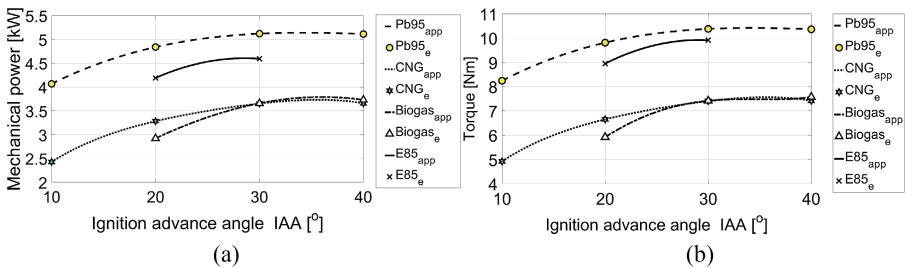 Mechanical power [kW]
5.5
5
4.5
4
3.5
3
2.5
2
10
20
30
40
Ignition advance angle IAA [o]
Pb95app
Pb95e
CNGapp
CNGe
Biogasapp
Biogase
E85app
E85e
(a)
Torque [Nm]
11
10
9
8
7
6
5
4
10
20
30
40
Ignition advance angle IAA [o]
Pb95app
Pb95e
CNGapp
CNGe
Biogasapp
Biogase
E85app
E85e
(b)